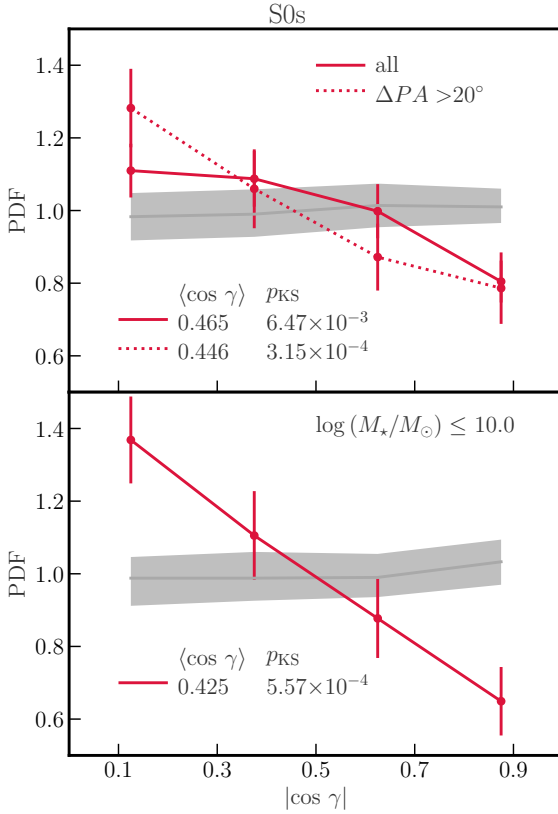 S0s
1.4
1.2
1.0
0.8
0.6
PDF
all
ΔPA >20°
⟨cos γ⟩ p_KS
0.465 6.47×10⁻³
0.446 3.15×10⁻⁴
1.4
1.2
1.0
0.8
0.6
PDF
log (M⋆/M⊙) ≤ 10.0
⟨cos γ⟩ p_KS
0.425 5.57×10⁻⁴
0.1 0.3 0.5 0.7 0.9
|cos γ|